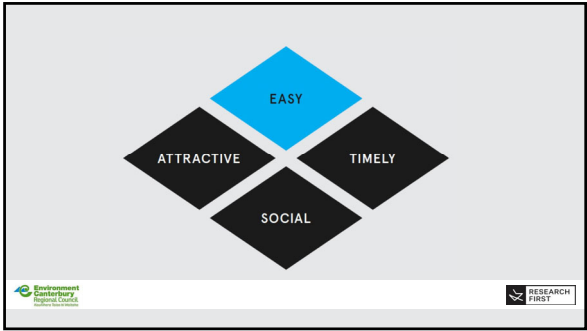 EASY
ATTRACTIVE
TIMELY
SOCIAL
Environment
Canterbury
Regional Council
RESEARCH
FIRST